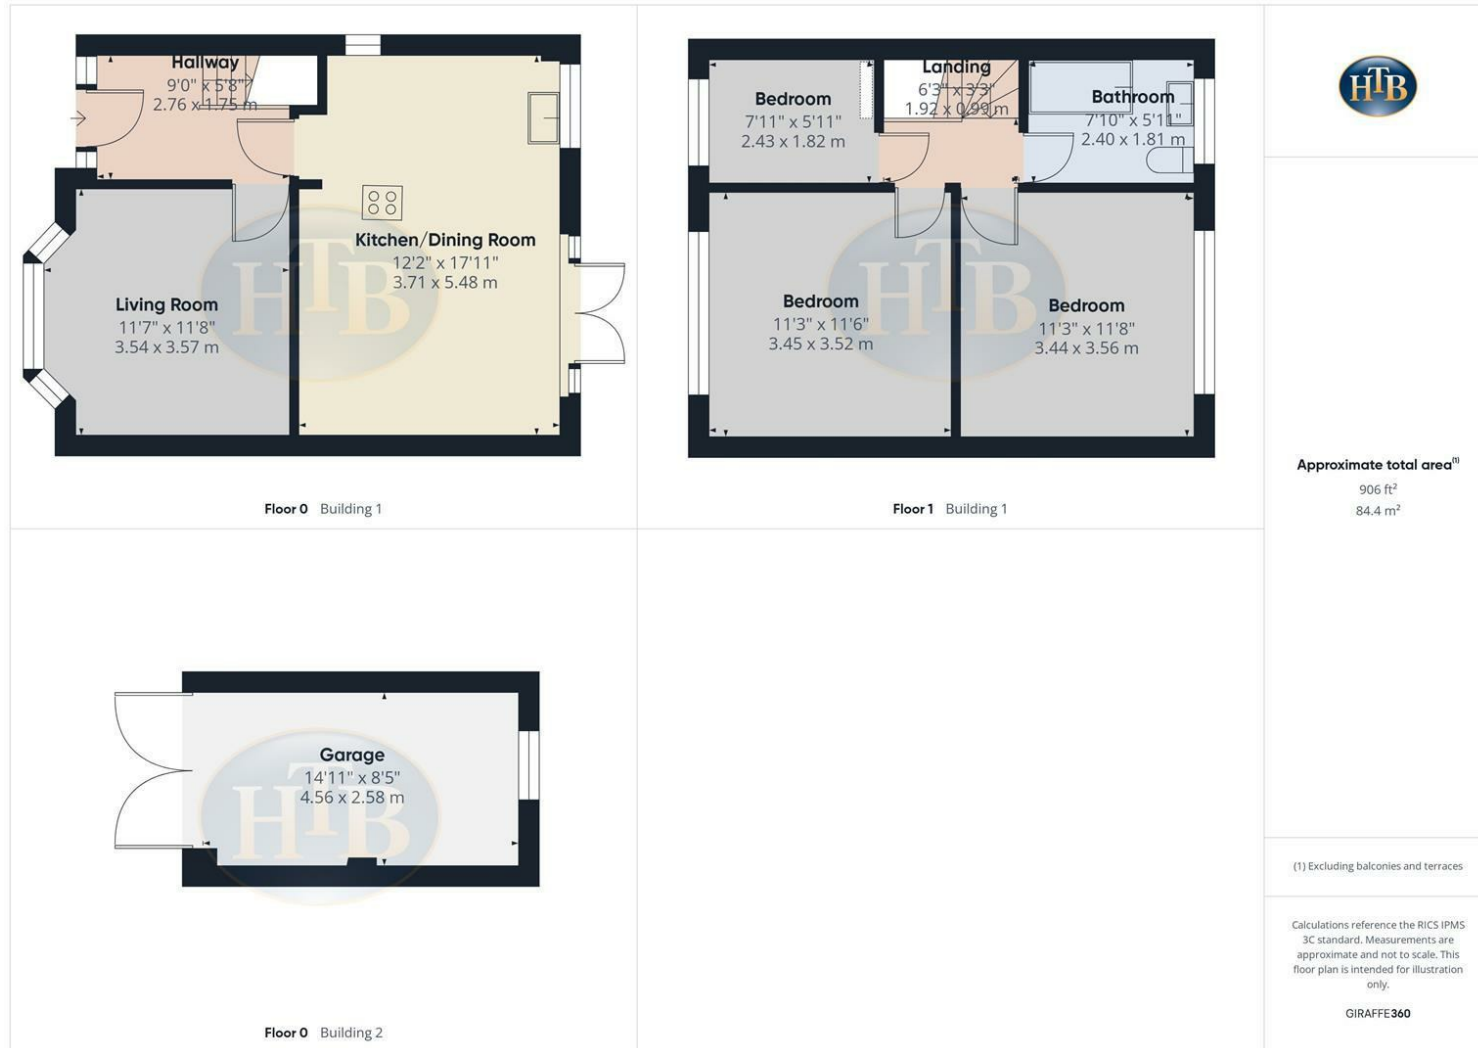 Hallway
9'0" x 5'8"
2.76 x 1.75 m
Kitchen/Dining Room
12'2" x 17'11"
3.71 x 5.48 m
Living Room
11'7" x 11'8"
3.54 x 3.57 m
HTB
Floor 0 Building 1
Bedroom
7'11" x 5'11"
2.43 x 1.82 m
Landing
6'3" x 3'3"
1.92 x 0.99 m
Bathroom
7'10" x 5'11"
2.40 x 1.81 m
Bedroom
11'3" x 11'6"
3.45 x 3.52 m
Bedroom
11'3" x 11'8"
3.44 x 3.56 m
HTB
Floor 1 Building 1
Garage
14'11" x 8'5"
4.56 x 2.58 m
HTB
Floor 0 Building 2
HTB
Approximate total area⁽¹⁾
906 ft²
84.4 m²
(1) Excluding balconies and terraces
Calculations reference the RICS IPMS
3C standard. Measurements are
approximate and not to scale. This
floor plan is intended for illustration
only.
GIRAFFE360